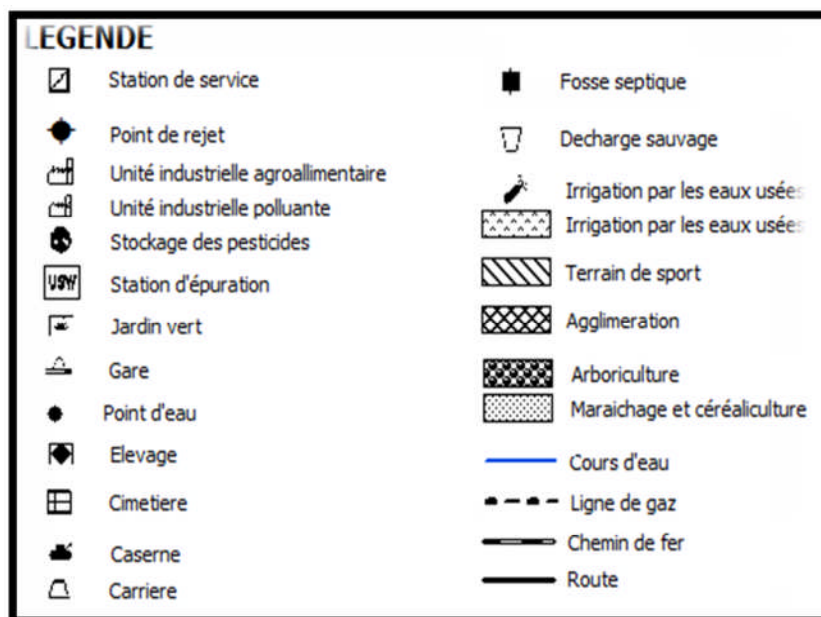 LEGENDE
Station de service
Point de rejet
Unité industrielle agroallimentaire
Unité industrielle polluante
Stockage des pesticides
Station d'épuration
Jardin vert
Gare
Point d'eau
Elevage
Cimetiere
Caserne
Carriere
Fosse septique
Decharge sauvage
Irrigation par les eaux usées
Irrigation par les eaux usées
Terrain de sport
Agglimeration
Arboriculture
Maraichage et céréaliculture
Cours d'eau
Ligne de gaz
Chemin de fer
Route